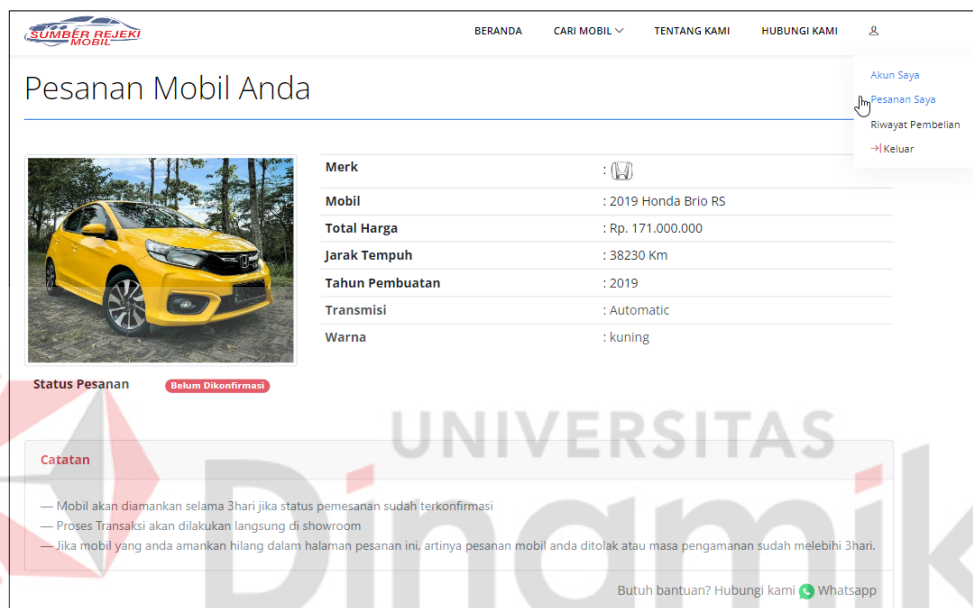 SUMBER REJEKI
MOBIL
BERANDA CARI MOBIL TENTANG KAMI HUBUNGI KAMI
Akun Saya
Pesanan Saya
Riwayat Pembelian
Keluar
Pesanan Mobil Anda
Merk :
Mobil : 2019 Honda Brio RS
Total Harga : Rp. 171.000.000
Jarak Tempuh : 38230 Km
Tahun Pembuatan : 2019
Transmisi : Automatic
Warna : kuning
Status Pesanan Belum Dikonfirmasi
UNIVERSITAS
Dinamik
Catatan
— Mobil akan diamankan selama 3hari jika status pemesanan sudah terkonfirmasi
— Proses Transaksi akan dilakukan langsung di showroom
— Jika mobil yang anda amankan hilang dalam halaman pesanan ini, artinya pesanan mobil anda ditolak atau masa pengamanan sudah melebihi 3hari.
Butuh bantuan? Hubungi kami Whatsapp